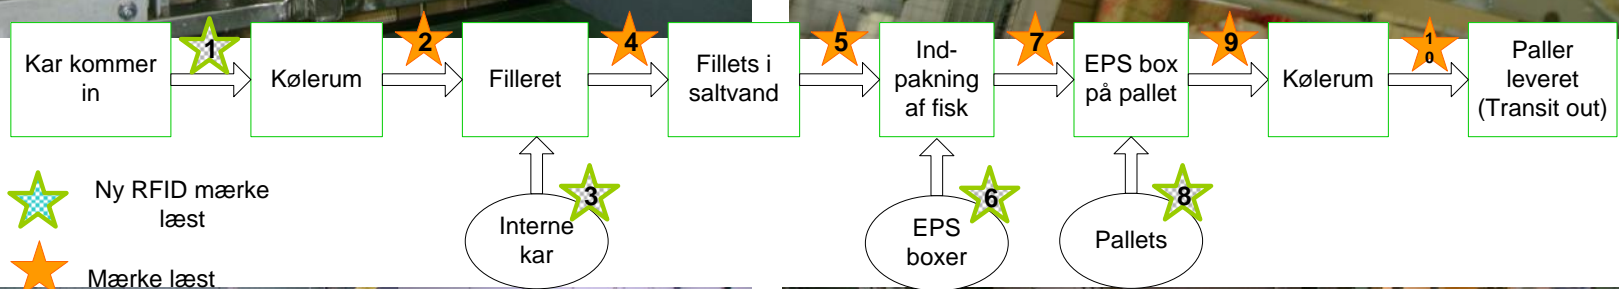 Kar kommer
in
1
Kølerum
2
Filleret
4
Fillets i
saltvand
5
Ind-
pakning
af fisk
7
EPS box
på pallet
9
Kølerum
1
0
Paller
leveret
(Transit out)
Ny RFID mærke
læst
Mærke læst
3
Interne
kar
6
EPS
boxer
8
Pallets